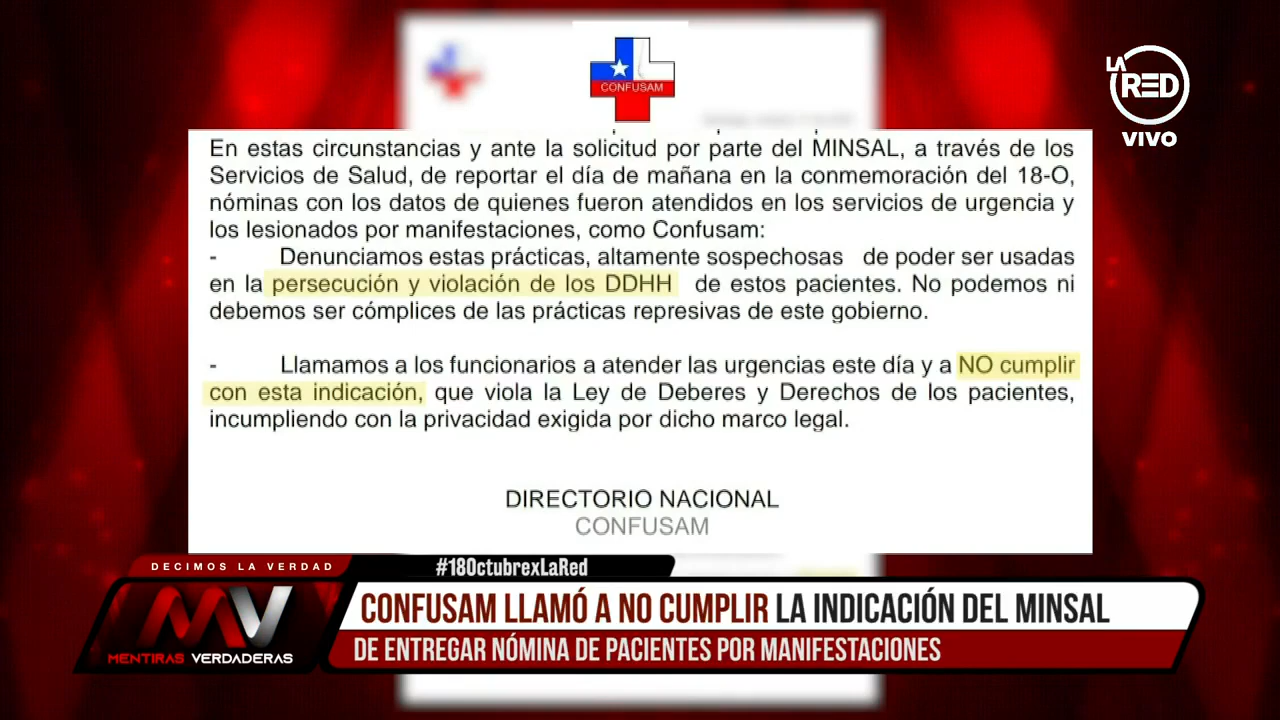 CONFUSAM
LA RED
VIVO
En estas circunstancias y ante la solicitud por parte del MINSAL, a través de los
Servicios de Salud, de reportar el día de mañana en la conmemoración del 18-O,
nóminas con los datos de quienes fueron atendidos en los servicios de urgencia y
los lesionados por manifestaciones, como Confusam:
- Denunciamos estas prácticas, altamente sospechosas de poder ser usadas
en la persecución y violación de los DDHH de estos pacientes. No podemos ni
debemos ser cómplices de las prácticas represivas de este gobierno.
- Llamamos a los funcionarios a atender las urgencias este día y a NO cumplir
con esta indicación, que viola la Ley de Deberes y Derechos de los pacientes,
incumpliendo con la privacidad exigida por dicho marco legal.
DIRECTORIO NACIONAL
CONFUSAM
DECIMOS LA VERDAD
#18OctubrexLaRed
MV
MENTIRAS VERDADERAS
CONFUSAM LLAMÓ A NO CUMPLIR LA INDICACIÓN DEL MINSAL
DE ENTREGAR NÓMINA DE PACIENTES POR MANIFESTACIONES